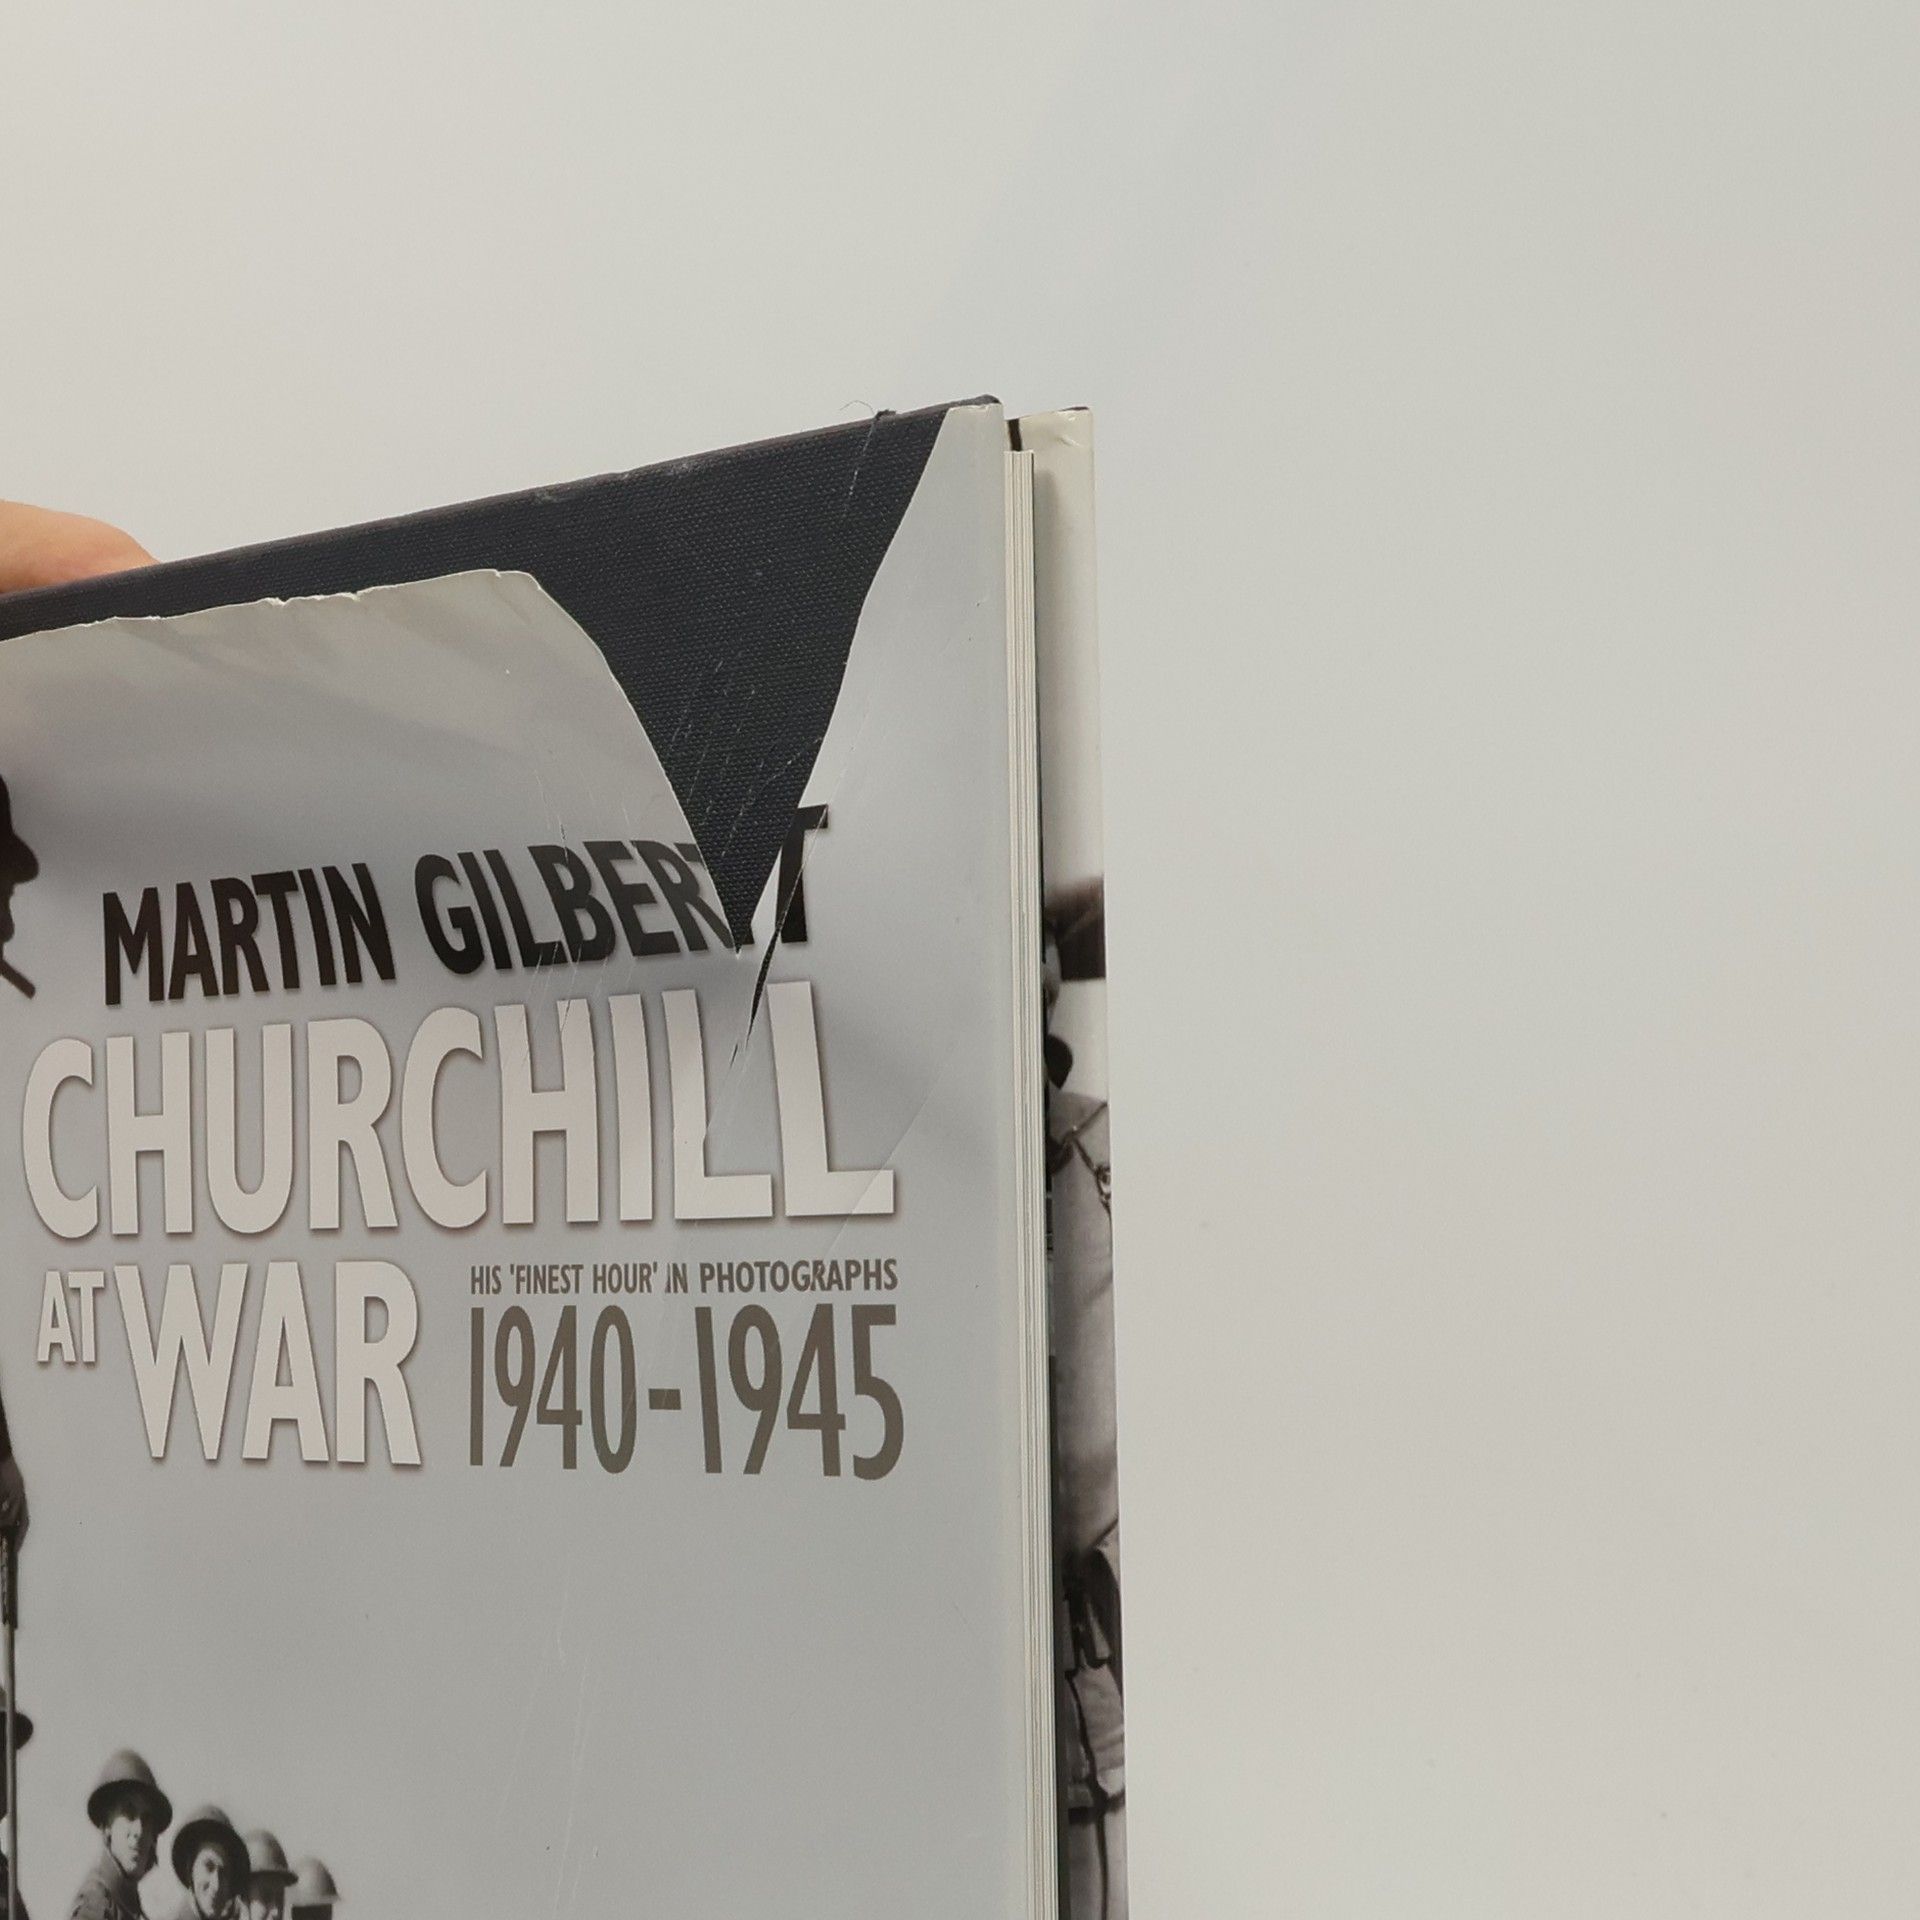 MARTIN GILBERT
CHURCHILL
AT WAR
HIS 'FINEST HOUR' IN PHOTOGRAPHS
1940-1945